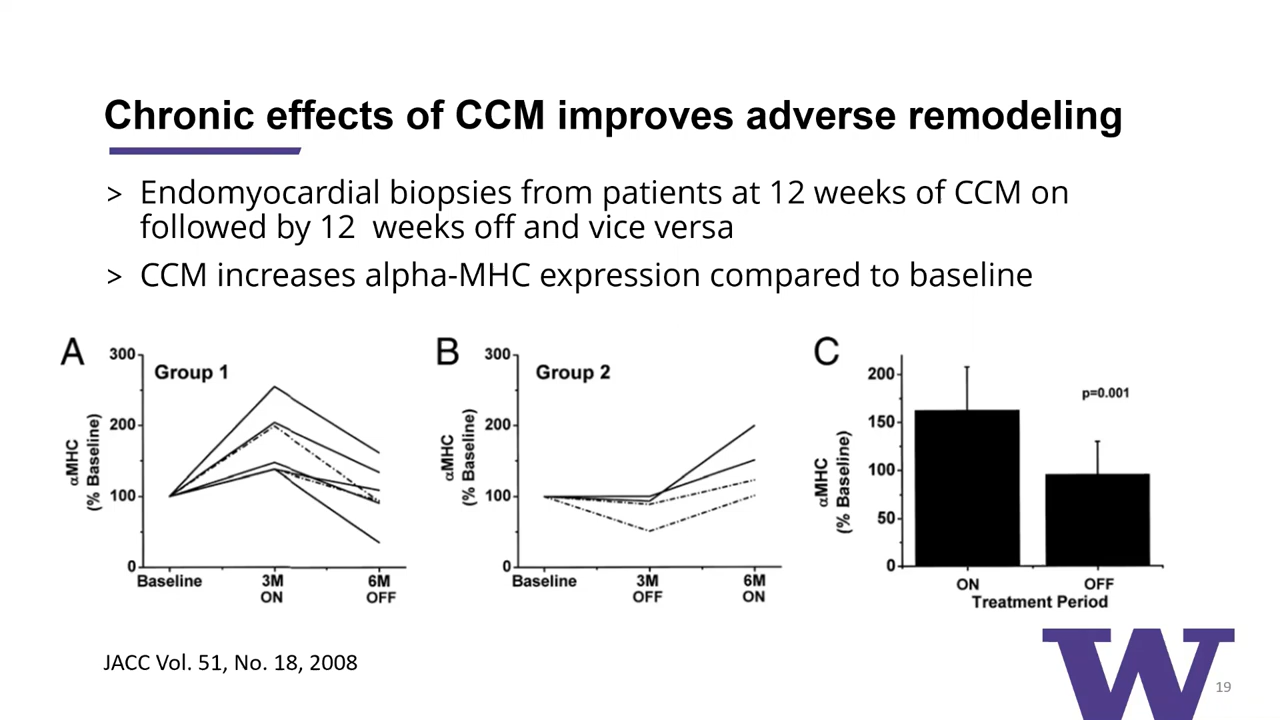 Chronic effects of CCM improves adverse remodeling
> Endomyocardial biopsies from patients at 12 weeks of CCM on
followed by 12  weeks off and vice versa
> CCM increases alpha-MHC expression compared to baseline
A
Group 1
αMHC
(% Baseline)
300
200
100
0
Baseline
3M
ON
6M
OFF
B
Group 2
αMHC
(% Baseline)
300
200
100
0
Baseline
3M
OFF
6M
ON
C
p=0.001
αMHC
(% Baseline)
200
150
100
50
0
ON
OFF
Treatment Period
JACC Vol. 51, No. 18, 2008
W
19